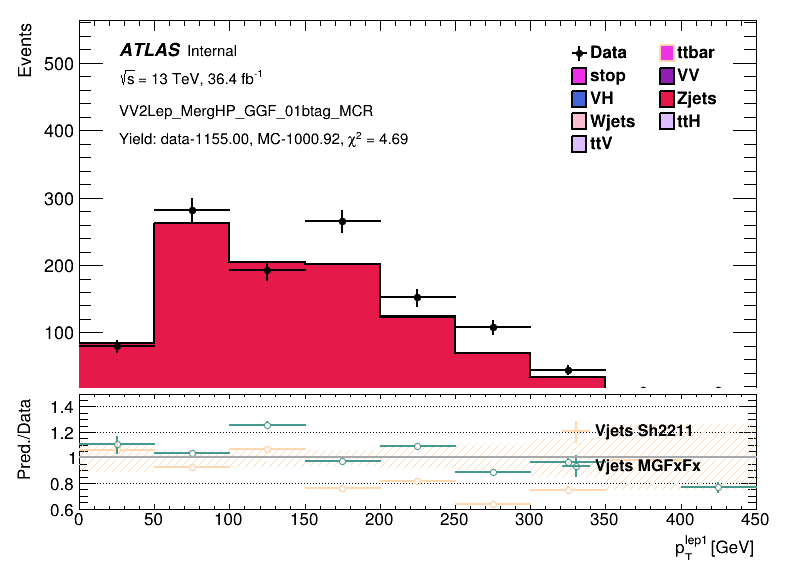 Events
500
400
300
200
100
ATLAS Internal
√s = 13 TeV, 36.4 fb⁻¹
VV2Lep_MergHP_GGF_01btag_MCR
Yield: data-1155.00, MC-1000.92, χ² = 4.69
Data
ttbar
stop
VV
VH
Zjets
Wjets
ttH
ttV
Pred./Data
1.4
1.2
1
0.8
0.6
Vjets Sh2211
Vjets MGFxFx
0 50 100 150 200 250 300 350 400 450
p_T^lep1 [GeV]